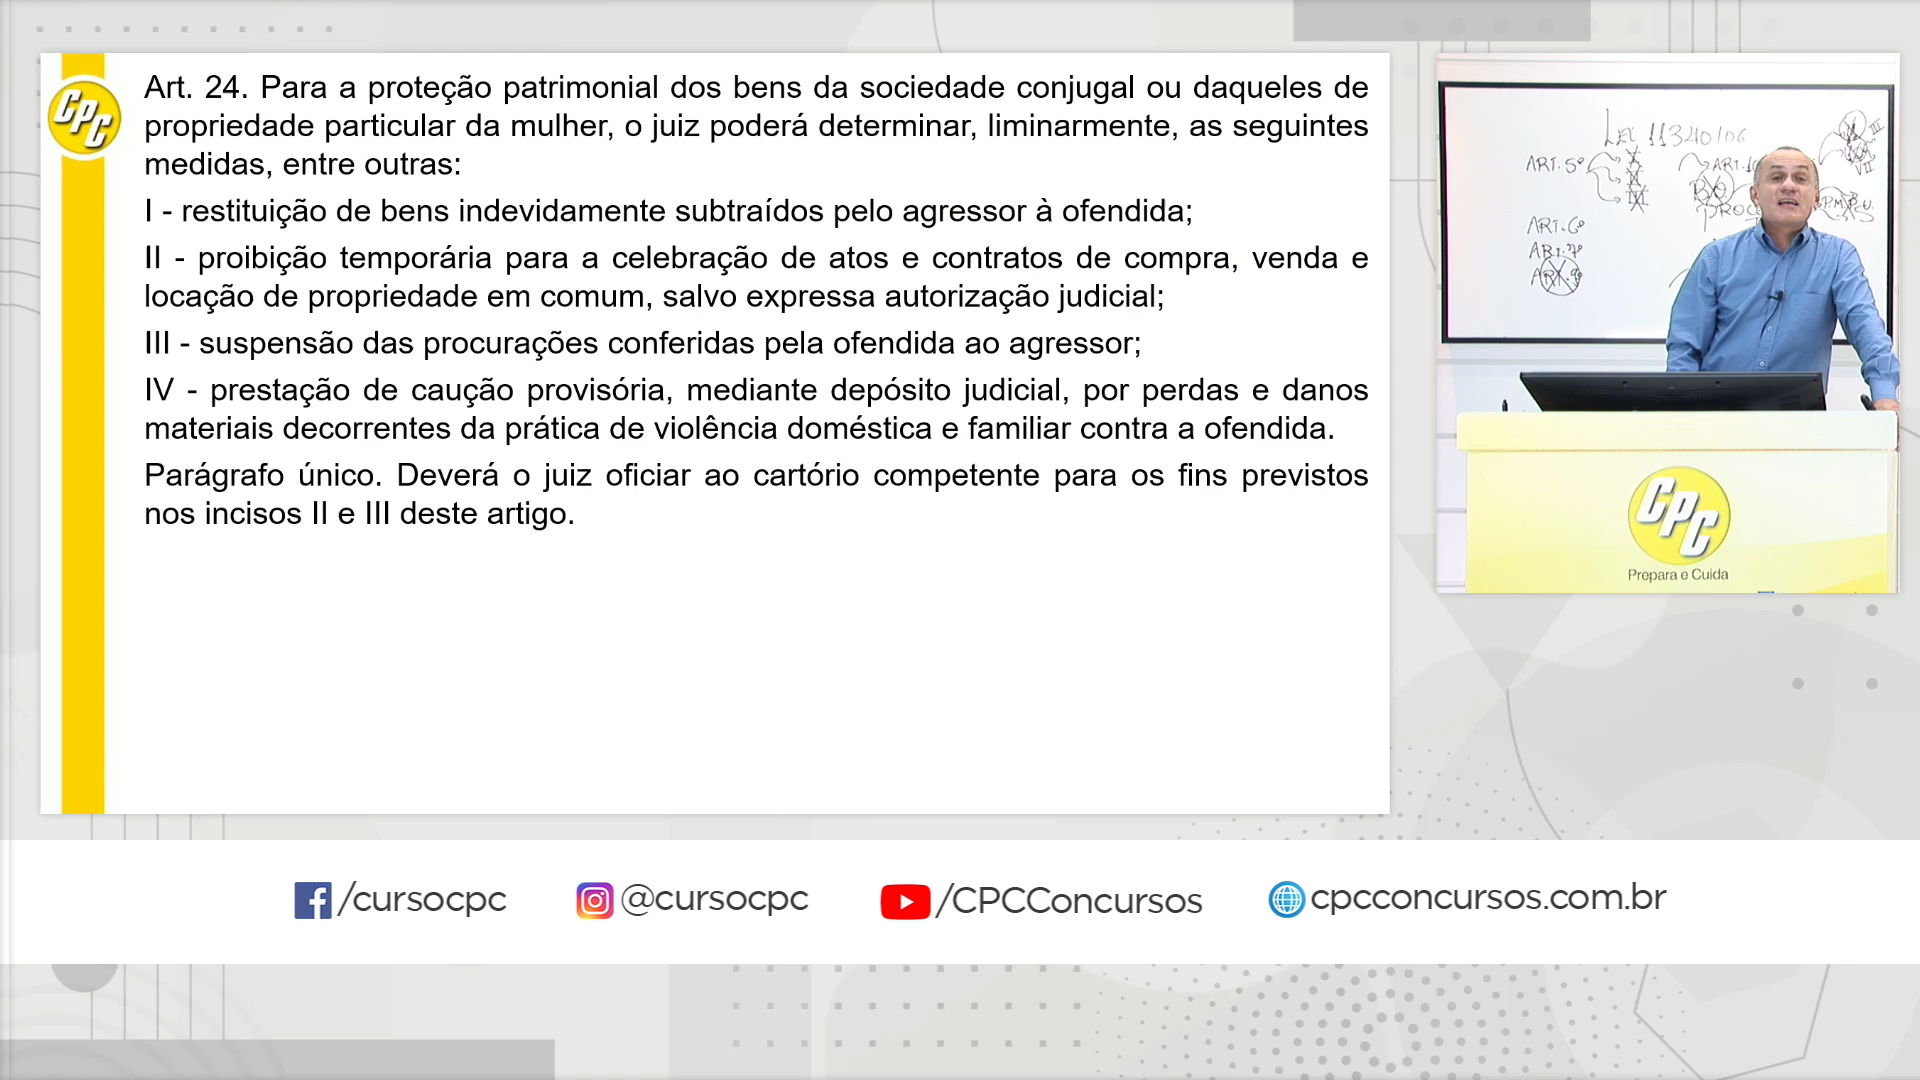 CPC
Art. 24. Para a proteção patrimonial dos bens da sociedade conjugal ou daqueles de
propriedade particular da mulher, o juiz poderá determinar, liminarmente, as seguintes
medidas, entre outras:
I - restituição de bens indevidamente subtraídos pelo agressor à ofendida;
II - proibição temporária para a celebração de atos e contratos de compra, venda e
locação de propriedade em comum, salvo expressa autorização judicial;
III - suspensão das procurações conferidas pela ofendida ao agressor;
IV - prestação de caução provisória, mediante depósito judicial, por perdas e danos
materiais decorrentes da prática de violência doméstica e familiar contra a ofendida.
Parágrafo único. Deverá o juiz oficiar ao cartório competente para os fins previstos
nos incisos II e III deste artigo.
LEI 11340/06
ART. 5º
ART. 6º
ART. 7º
CPC
Prepara e Cuida
/cursocpc
@cursocpc
/CPCConcursos
cpcconcursos.com.br